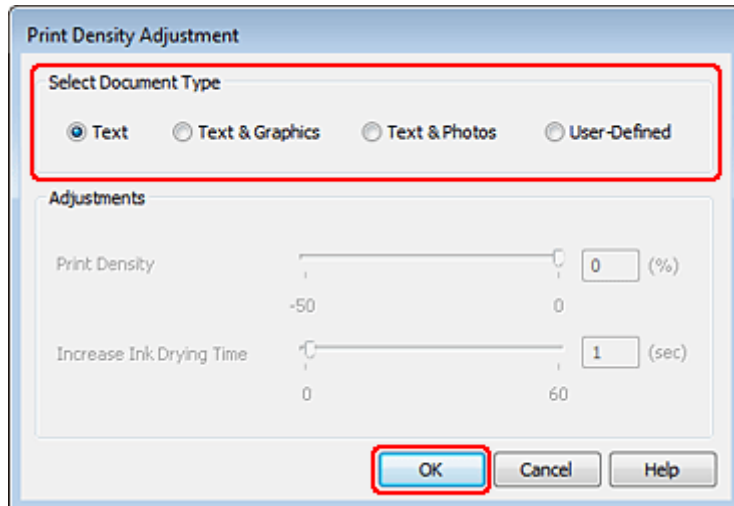 Print Density Adjustment
Select Document Type
Text Text & Graphics Text & Photos User-Defined
Adjustments
Print Density 0 (%)
-50 0
Increase Ink Drying Time 1 (sec)
0 60
OK Cancel Help